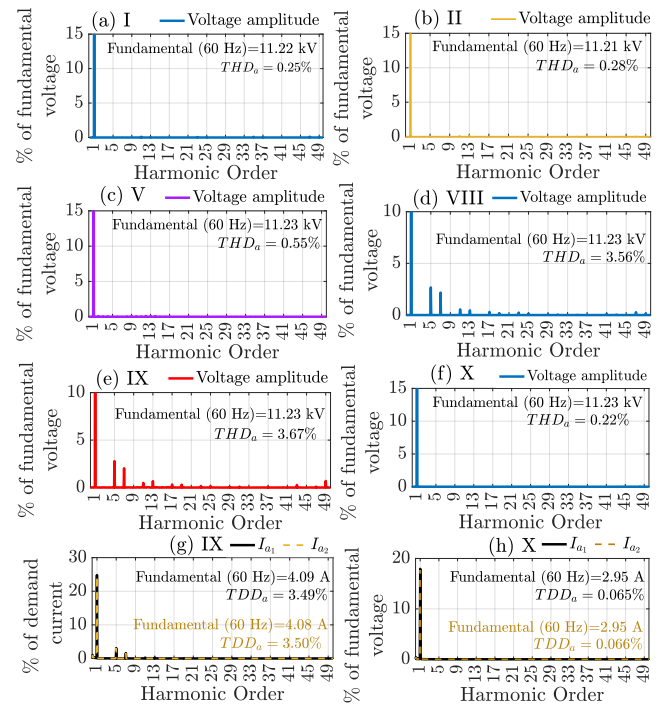 (a) I
Voltage amplitude
% of fundamental
voltage
15
10
5
0
Fundamental (60 Hz)=11.22 kV
THDₐ = 0.25%
1 5 9 13 17 21 25 29 33 37 41 45 49
Harmonic Order
(b) II
Voltage amplitude
% of fundamental
voltage
15
10
5
0
Fundamental (60 Hz)=11.21 kV
THDₐ = 0.28%
1 5 9 13 17 21 25 29 33 37 41 45 49
Harmonic Order
(c) V
Voltage amplitude
% of fundamental
voltage
15
10
5
0
Fundamental (60 Hz)=11.23 kV
THDₐ = 0.55%
1 5 9 13 17 21 25 29 33 37 41 45 49
Harmonic Order
(d) VIII
Voltage amplitude
% of fundamental
voltage
10
5
0
Fundamental (60 Hz)=11.23 kV
THDₐ = 3.56%
1 5 9 13 17 21 25 29 33 37 41 45 49
Harmonic Order
(e) IX
Voltage amplitude
% of fundamental
voltage
10
5
0
Fundamental (60 Hz)=11.23 kV
THDₐ = 3.67%
1 5 9 13 17 21 25 29 33 37 41 45 49
Harmonic Order
(f) X
Voltage amplitude
% of fundamental
voltage
15
10
5
0
Fundamental (60 Hz)=11.23 kV
THDₐ = 0.22%
1 5 9 13 17 21 25 29 33 37 41 45 49
Harmonic Order
(g) IX
Iₐ₁ Iₐ₂
% of demand
current
30
20
10
0
Fundamental (60 Hz)=4.09 A
TDDₐ = 3.49%
Fundamental (60 Hz)=4.08 A
TDDₐ = 3.50%
1 5 9 13 17 21 25 29 33 37 41 45 49
Harmonic Order
(h) X
Iₐ₁ Iₐ₂
% of fundamental
voltage
20
10
0
Fundamental (60 Hz)=2.95 A
TDDₐ = 0.065%
Fundamental (60 Hz)=2.95 A
TDDₐ = 0.066%
1 5 9 13 17 21 25 29 33 37 41 45 49
Harmonic Order